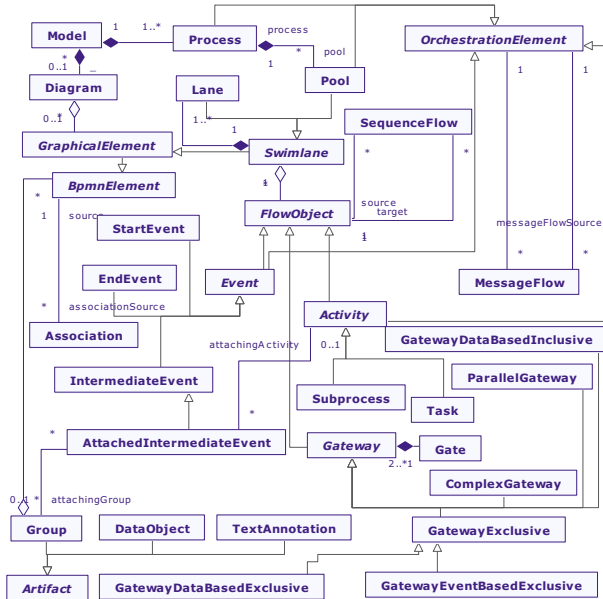 Model
1
1..*
Process
process
1
*
pool
OrchestrationElement
*
0..1
Diagram
Lane
Pool
1
1
0..1
*
1..*
1
SequenceFlow
GraphicalElement
Swimlane
*
*
BpmnElement
*
1
source
source
target
FlowObject
messageFlowSource
StartEvent
1
1
*
*
EndEvent
Event
MessageFlow
*
associationSource
Activity
Association
attachingActivity
0..1
GatewayDataBasedInclusive
IntermediateEvent
ParallelGateway
Subprocess
Task
*
*
AttachedIntermediateEvent
Gateway
Gate
2..*
1
ComplexGateway
0..1
*
attachingGroup
Group
DataObject
TextAnnotation
GatewayExclusive
Artifact
GatewayDataBasedExclusive
GatewayEventBasedExclusive